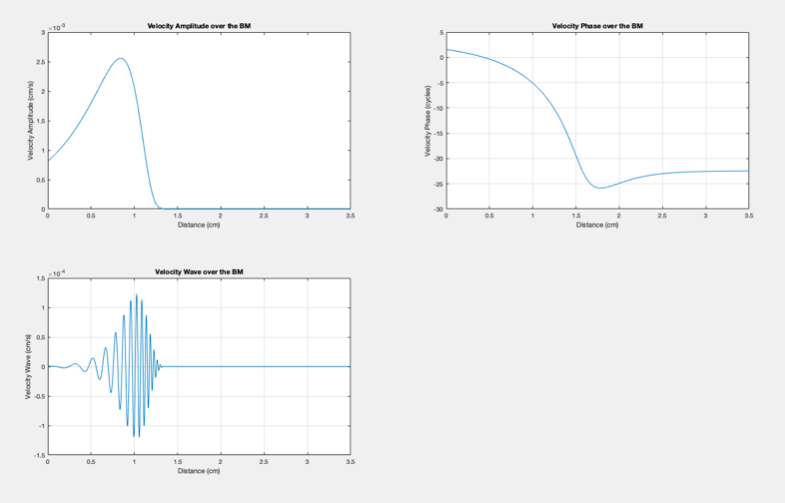 Velocity Amplitude over the BM
×10⁻³
3
2.5
2
1.5
1
0.5
0
Velocity Amplitude (cm/s)
0 0.5 1 1.5 2 2.5 3 3.5
Distance (cm)
Velocity Phase over the BM
5
0
-5
-10
-15
-20
-25
-30
Velocity Phase (cycles)
0 0.5 1 1.5 2 2.5 3 3.5
Distance (cm)
Velocity Wave over the BM
×10⁻⁴
1.5
1
0.5
0
-0.5
-1
-1.5
Velocity Wave (cm/s)
0 0.5 1 1.5 2 2.5 3 3.5
Distance (cm)